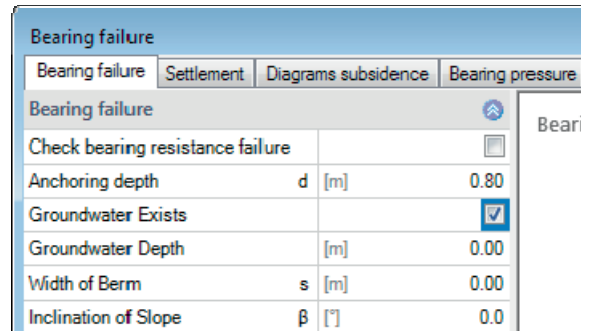 Bearing failure
Bearing failure Settlement Diagrams subsidence Bearing pressure
Bearing failure
Beari
Check bearing resistance failure
Anchoring depth d [m] 0.80
Groundwater Exists
Groundwater Depth [m] 0.00
Width of Berm s [m] 0.00
Inclination of Slope β [°] 0.0